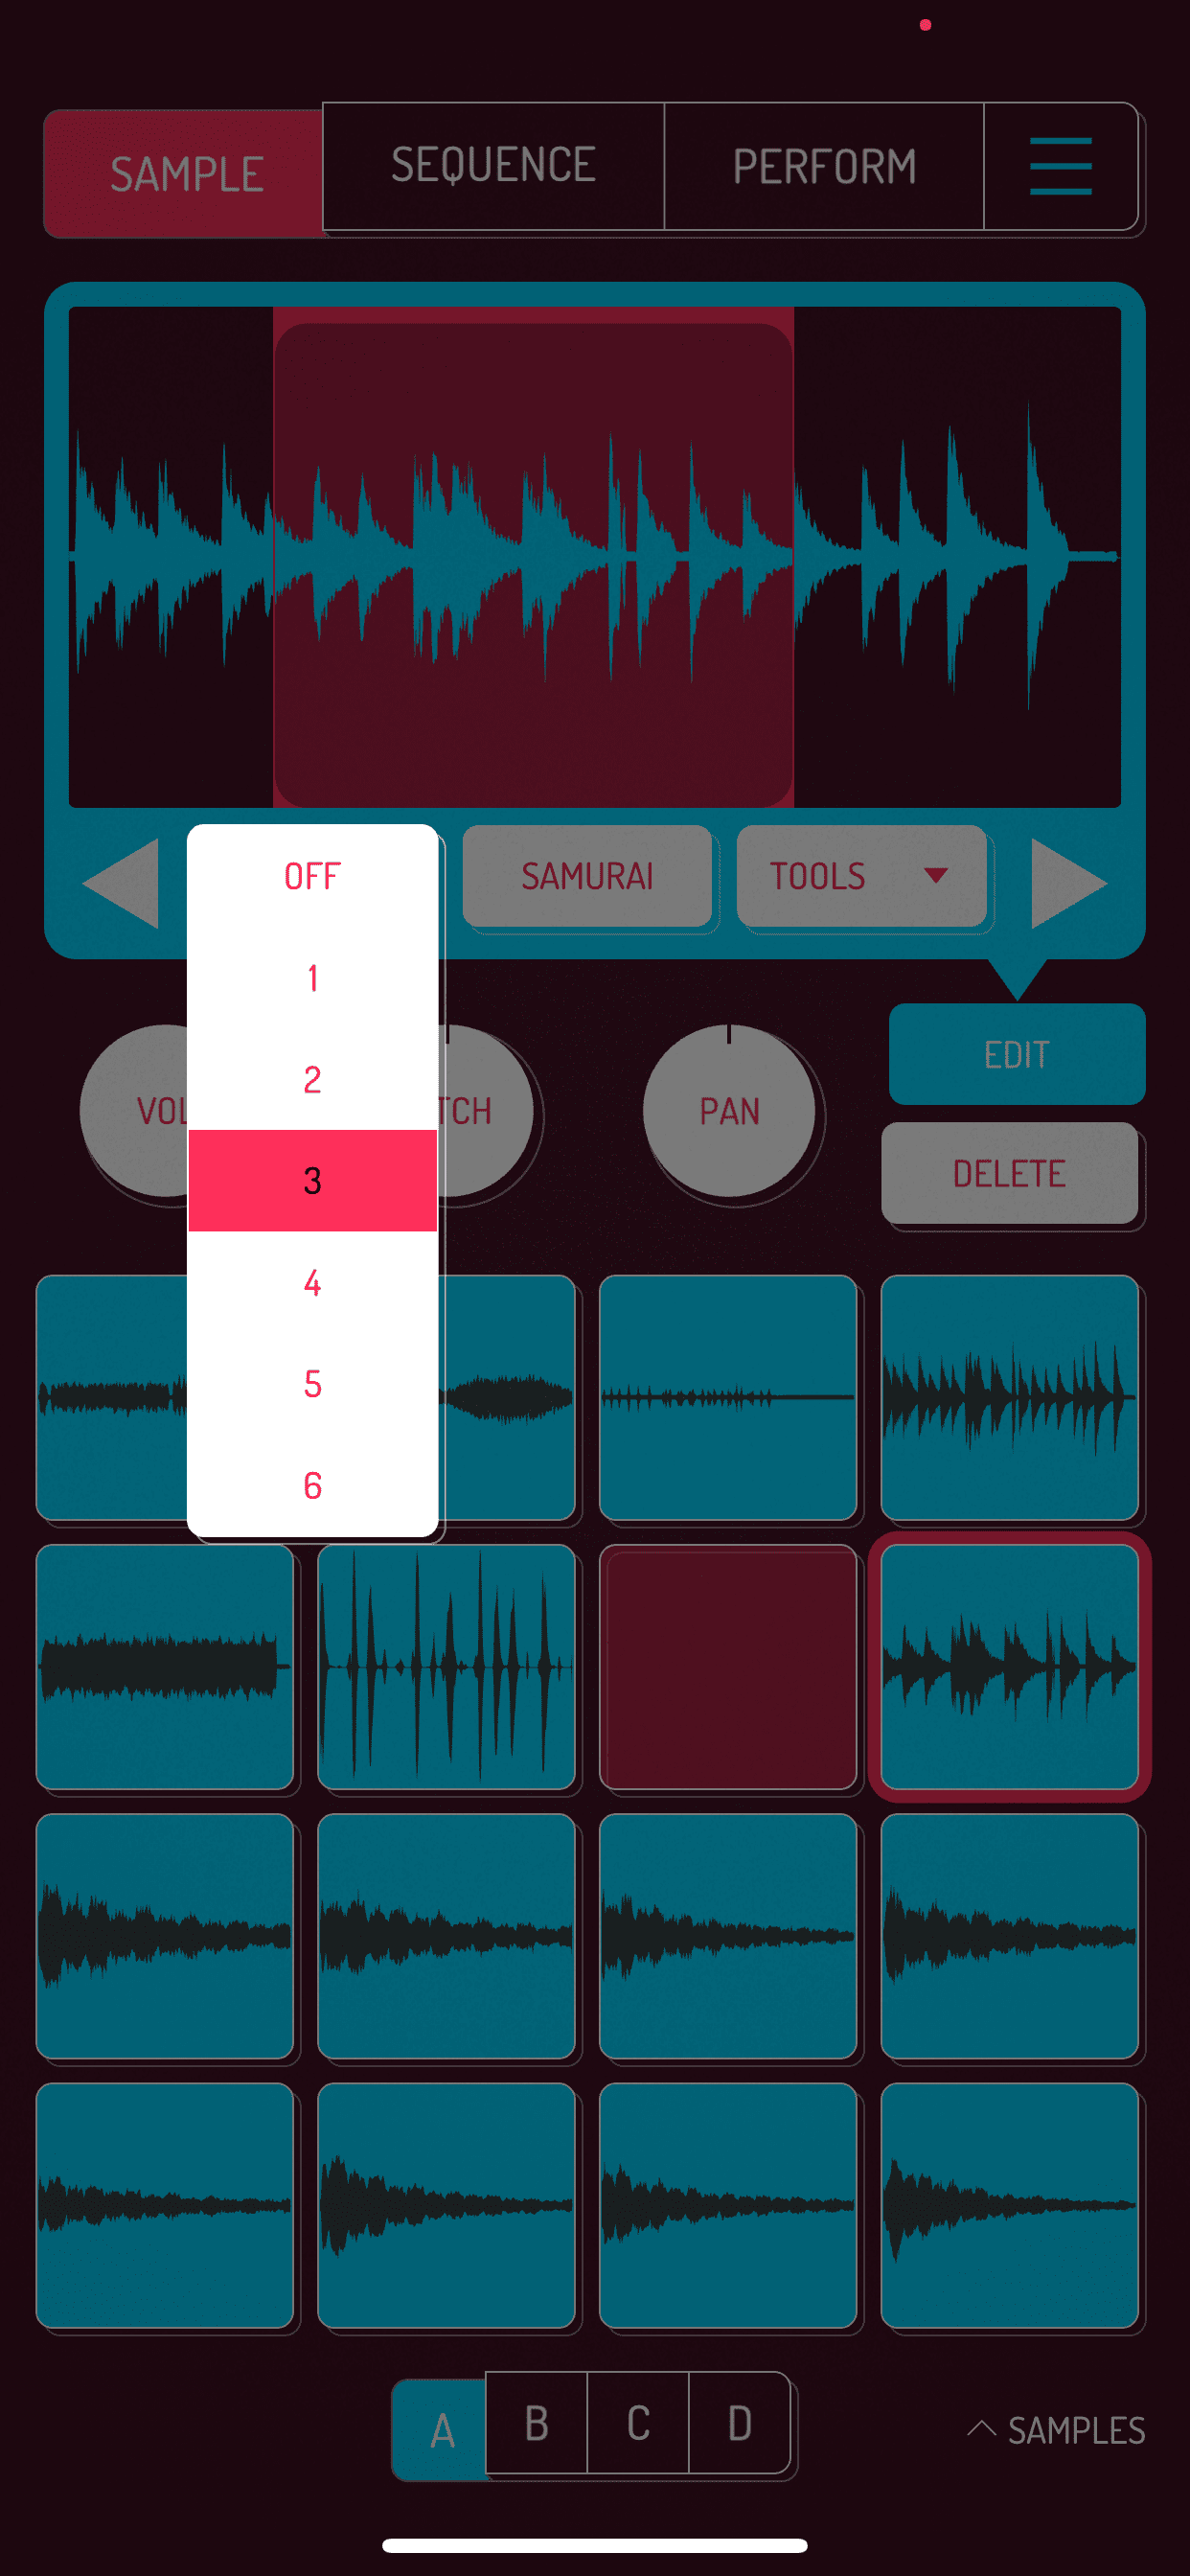 SAMPLE SEQUENCE PERFORM
OFF SAMURAI TOOLS
1
2
VOL TCH PAN EDIT
3 DELETE
4
5
6
A B C D SAMPLES